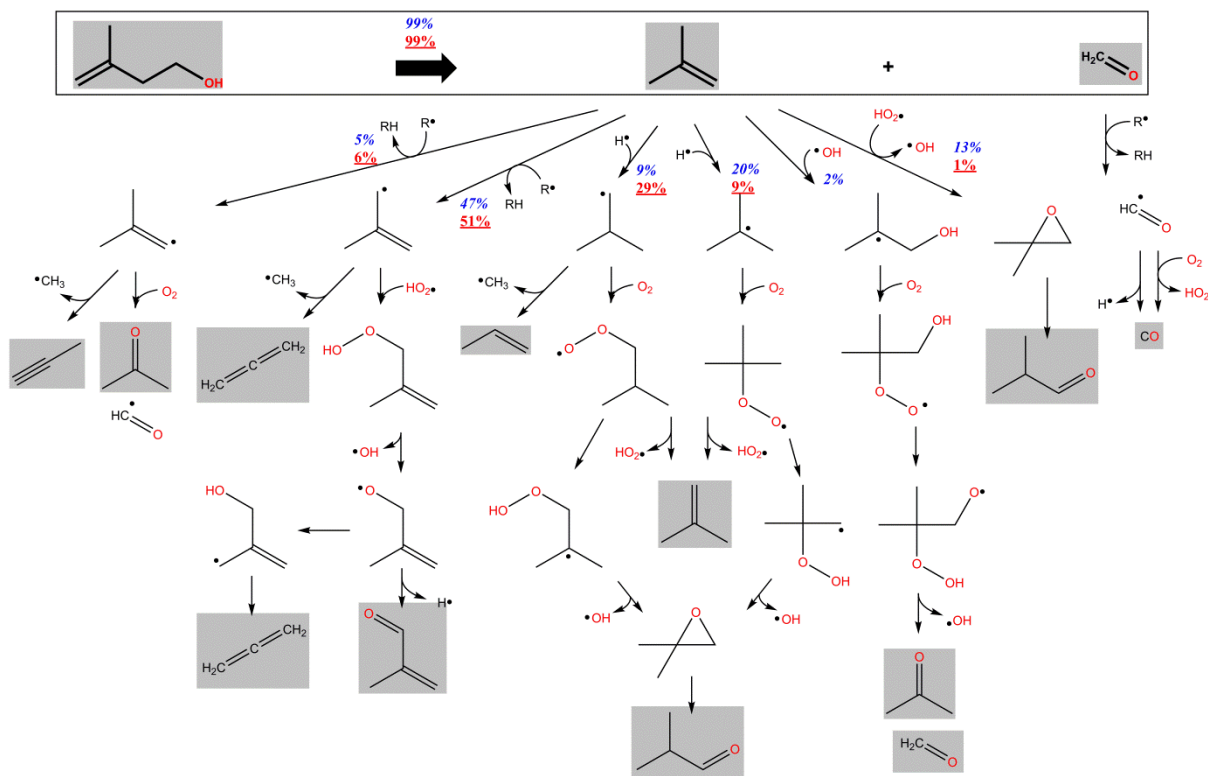 99%
99%
OH
+
H₂C
O
RH
R•
5%
6%
47%
51%
RH
R•
H•
9%
29%
H•
20%
9%
•OH
2%
HO₂•
•OH
13%
1%
R•
RH
OH
O
HC•
O
•CH₃
O₂
•CH₃
HO₂•
•CH₃
O₂
O₂
O₂
H•
O₂
HO₂
CO
O
H₂C
CH₂
O
HO
O
O•
OH
O
HC•
O
O
O•
O
O•
•OH
HO₂•
HO₂•
HO
•O
O
HO
O•
O
OH
O
OH
H•
•OH
O
•OH
•OH
H₂C
CH₂
O
O
O
H₂C
O